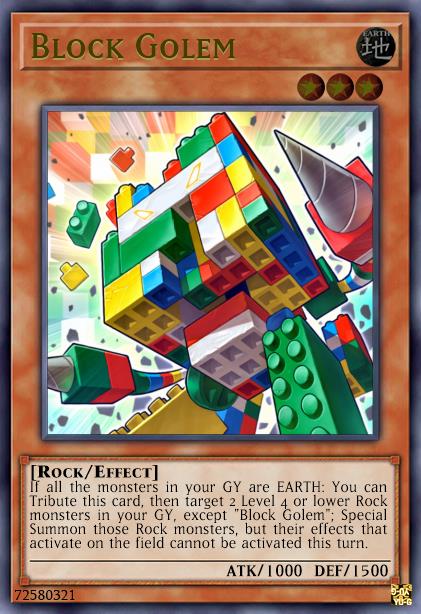 Block Golem
EARTH
地
[Rock/Effect]
If all the monsters in your GY are EARTH: You can
Tribute this card, then target 2 Level 4 or lower Rock
monsters in your GY, except "Block Golem"; Special
Summon those Rock monsters, but their effects that
activate on the field cannot be activated this turn.
ATK/1000 DEF/1500
72580321